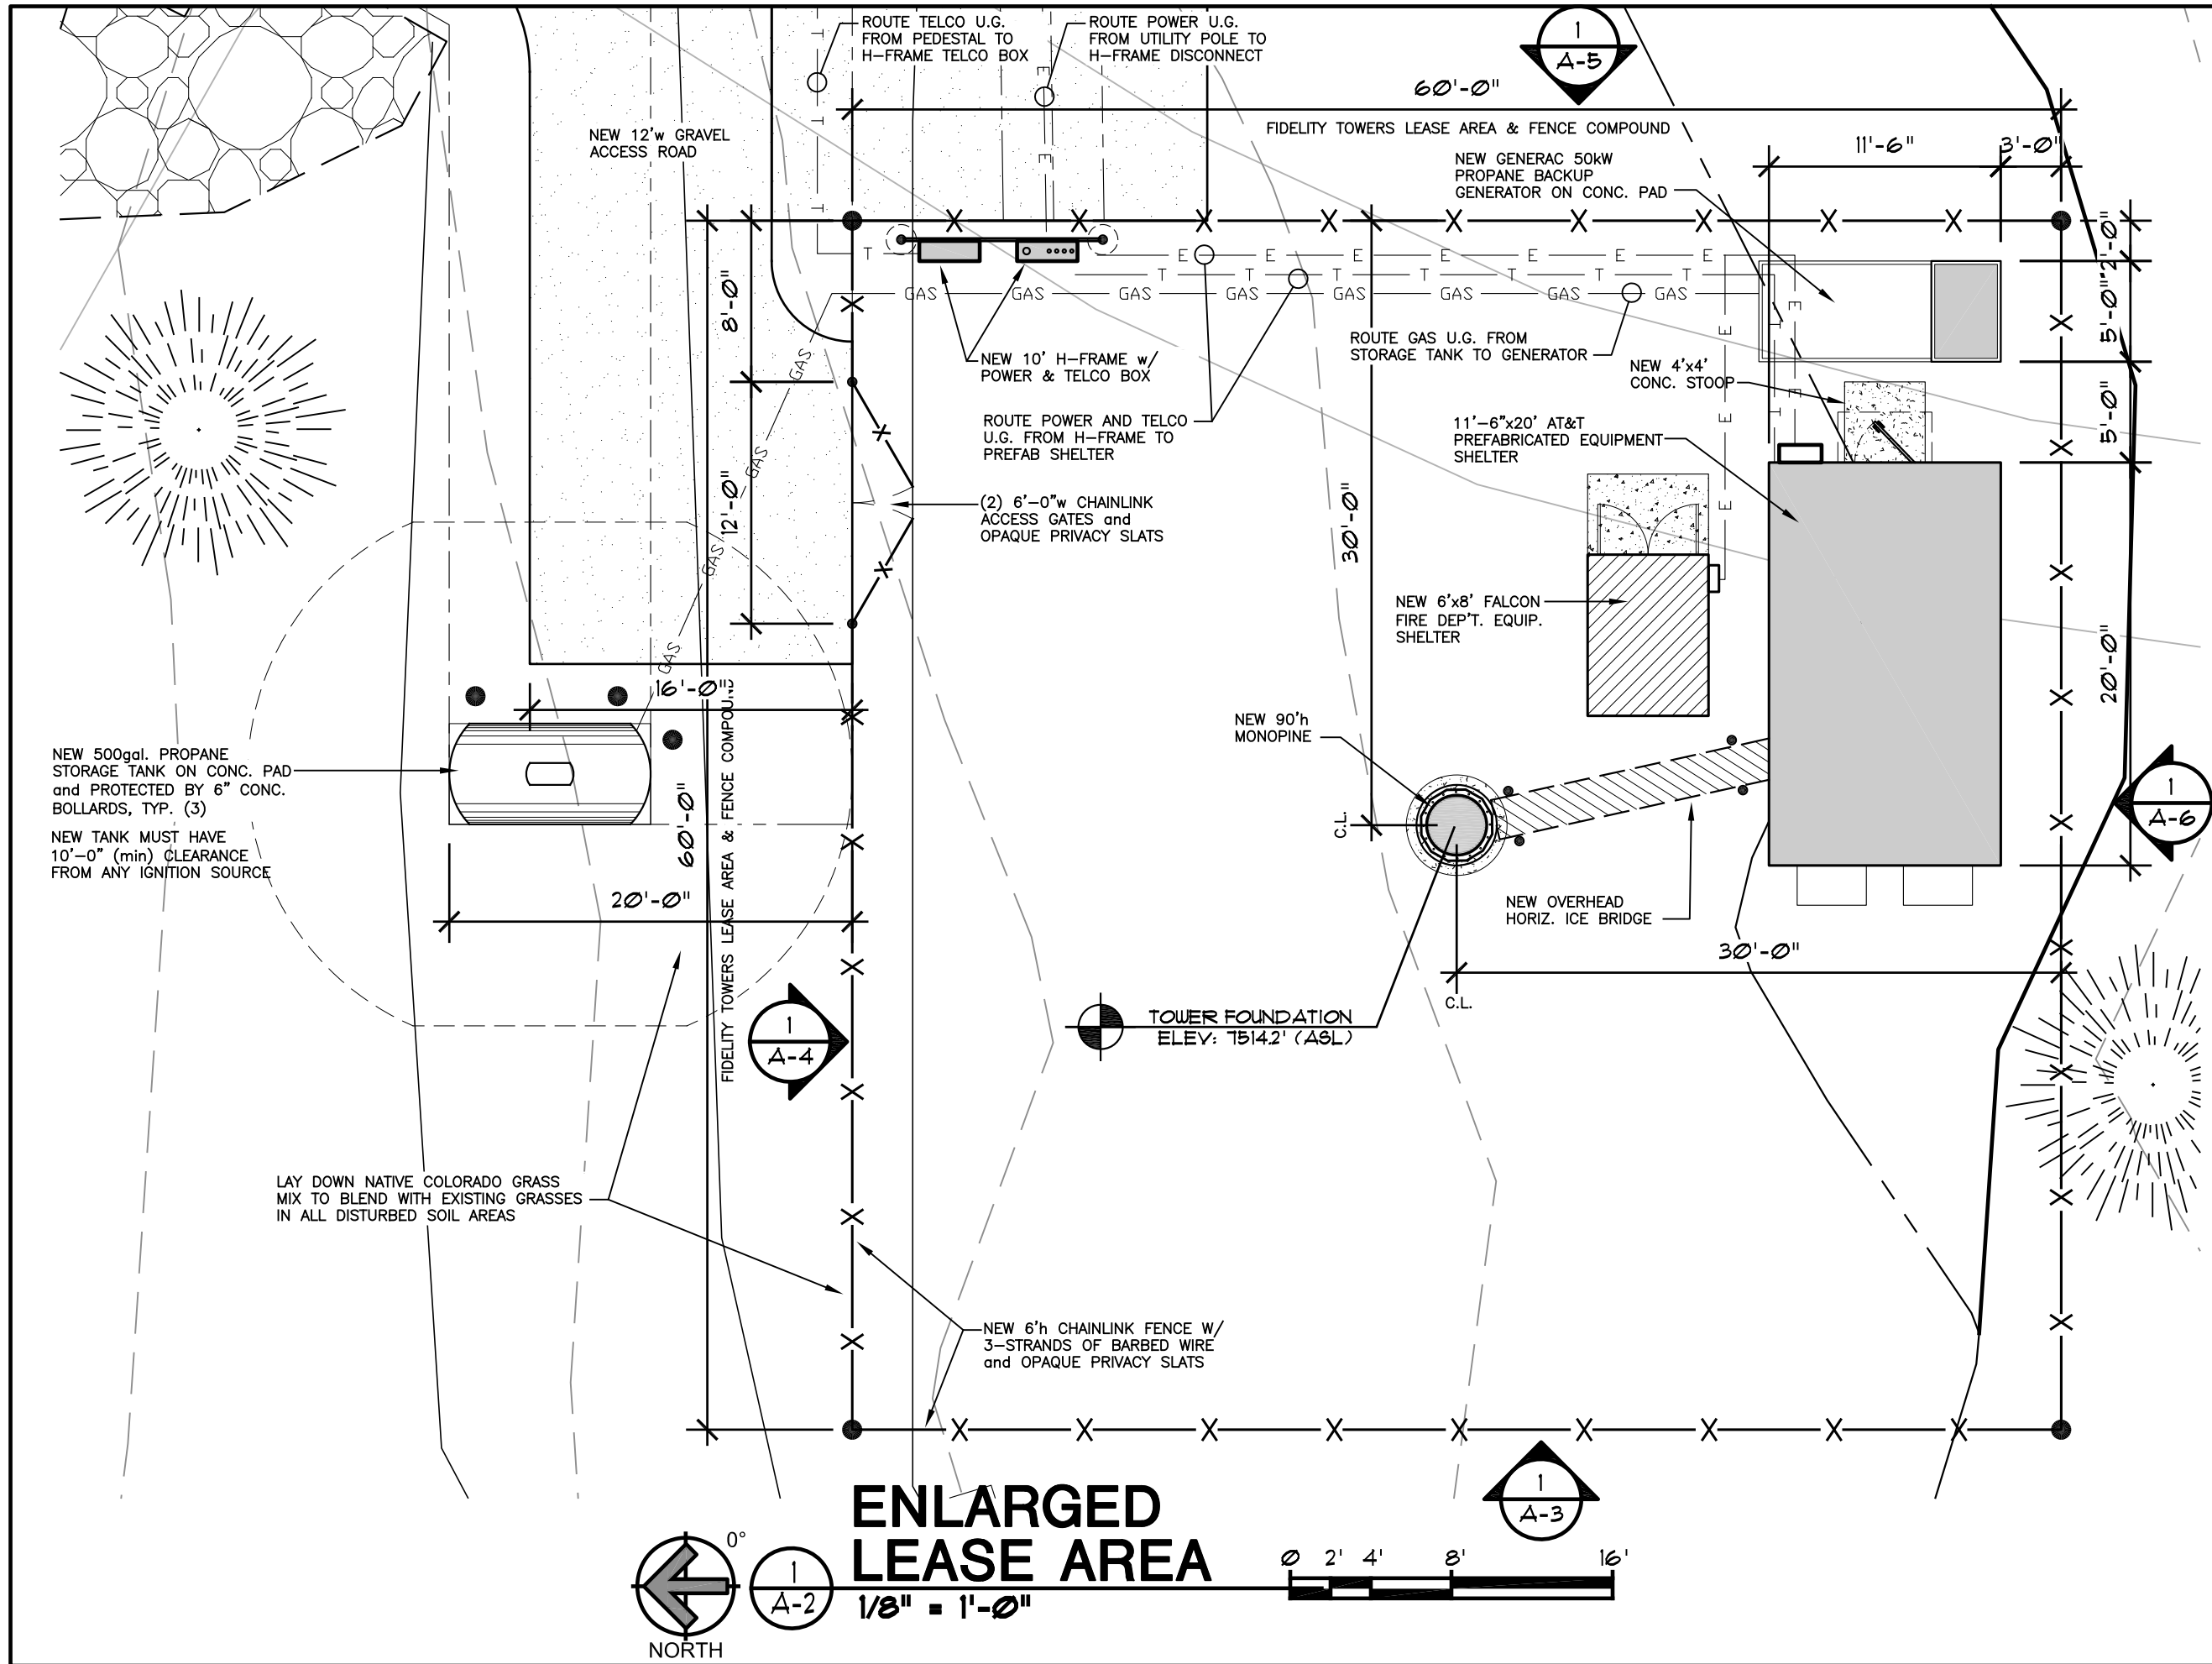 ROUTE TELCO U.G.
FROM PEDESTAL TO
H-FRAME TELCO BOX
ROUTE POWER U.G.
FROM UTILITY POLE TO
H-FRAME DISCONNECT
1
A-5
60'-0"
FIDELITY TOWERS LEASE AREA & FENCE COMPOUND
NEW 12'w GRAVEL
ACCESS ROAD
NEW GENERAC 50kW
PROPANE BACKUP
GENERATOR ON CONC. PAD
11'-6"
3'-0"
T
T
T
E
E
T
E E E E E E E
T T T T T T T
GAS GAS GAS GAS GAS GAS GAS GAS
2'-0"
5'-0"
5'-0"
20'-0"
8'-0"
12'-0"
GAS
GAS
GAS
GAS
NEW 10' H-FRAME w/
POWER & TELCO BOX
ROUTE GAS U.G. FROM
STORAGE TANK TO GENERATOR
NEW 4'x4'
CONC. STOOP
T
T
E
E
E
E
E
ROUTE POWER AND TELCO
U.G. FROM H-FRAME TO
PREFAB SHELTER
11'-6"x20' AT&T
PREFABRICATED EQUIPMENT
SHELTER
(2) 6'-0"w CHAINLINK
ACCESS GATES and
OPAQUE PRIVACY SLATS
30'-0"
NEW 6'x8' FALCON
FIRE DEP'T. EQUIP.
SHELTER
16'-0"
NEW 90'h
MONOPINE
NEW 500gal. PROPANE
STORAGE TANK ON CONC. PAD
and PROTECTED BY 6" CONC.
BOLLARDS, TYP. (3)
NEW TANK MUST HAVE
10'-0" (min) CLEARANCE
FROM ANY IGNITION SOURCE
60'-0"
FIDELITY TOWERS LEASE AREA & FENCE COMPOUND
C.L.
1
A-6
20'-0"
NEW OVERHEAD
HORIZ. ICE BRIDGE
30'-0"
C.L.
TOWER FOUNDATION
ELEV: 7514.2' (ASL)
1
A-4
LAY DOWN NATIVE COLORADO GRASS
MIX TO BLEND WITH EXISTING GRASSES
IN ALL DISTURBED SOIL AREAS
NEW 6'h CHAINLINK FENCE W/
3-STRANDS OF BARBED WIRE
and OPAQUE PRIVACY SLATS
1
A-3
ENLARGED
LEASE AREA
1/8" = 1'-0"
0°
NORTH
1
A-2
0 2' 4' 8' 16'